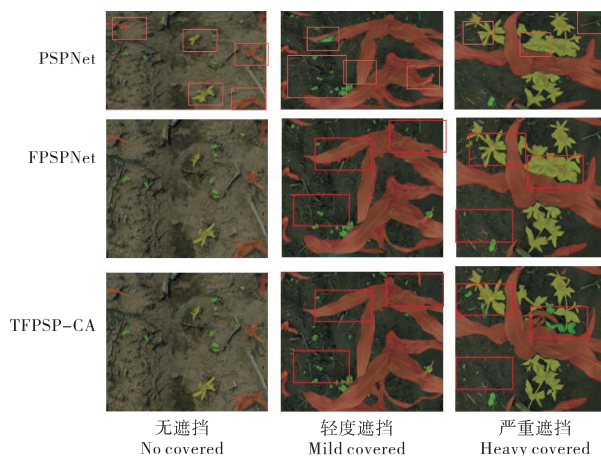 PSPNet
FPSPNet
TFPSP-CA
无遮挡 轻度遮挡 严重遮挡
No covered Mild covered Heavy covered